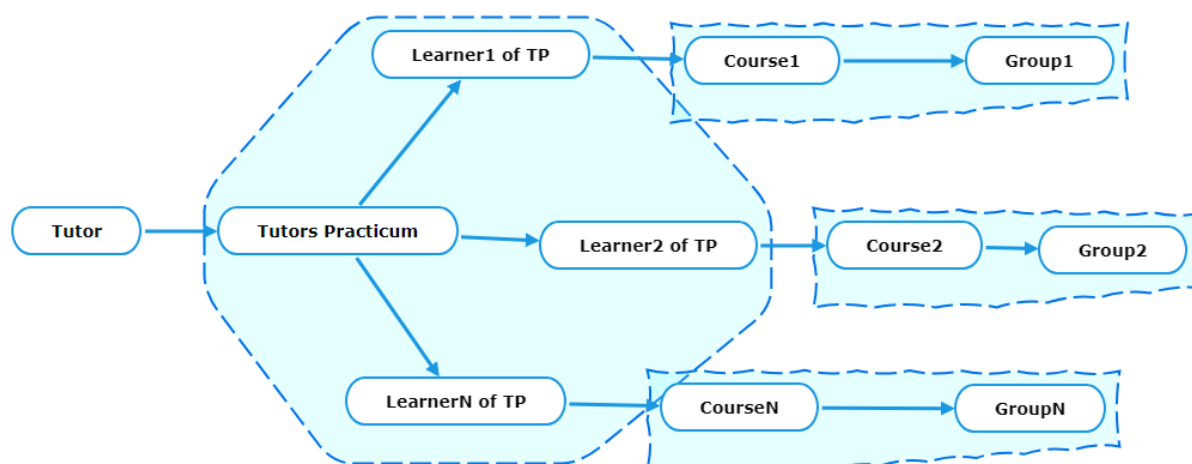 Learner1 of TP
Course1
Group1
Tutor
Tutors Practicum
Learner2 of TP
Course2
Group2
LearnerN of TP
CourseN
GroupN